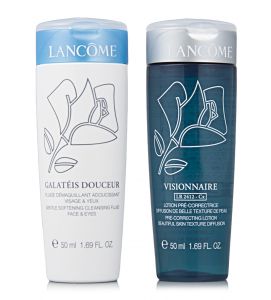 LANCÔME
GALATÉIS DOUCEUR
FLUIDE DÉMAQUILLANT ADOUCISSANT
VISAGE & YEUX
GENTLE SOFTENING CLEANSING FLUID
FACE & EYES
e 50 ml 1.69 FL. OZ.
LANCÔME
VISIONNAIRE
[LR 2412 - Cx]
LOTION PRÉ-CORRECTRICE
DIFFUSION DE BELLE TEXTURE DE PEAU
PRE-CORRECTING LOTION
BEAUTIFUL SKIN TEXTURE DIFFUSION
e 50 ml 1.69 FL. OZ.